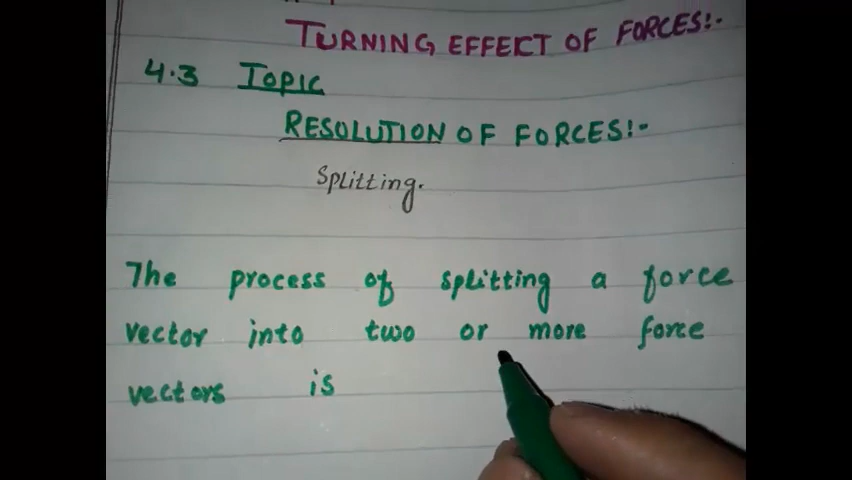 TURNING EFFECT OF FORCES:-
4.3 TOPIC
RESOLUTION OF FORCES:-
Splitting.
The process of splitting a force
vector into two or more force
vectors is